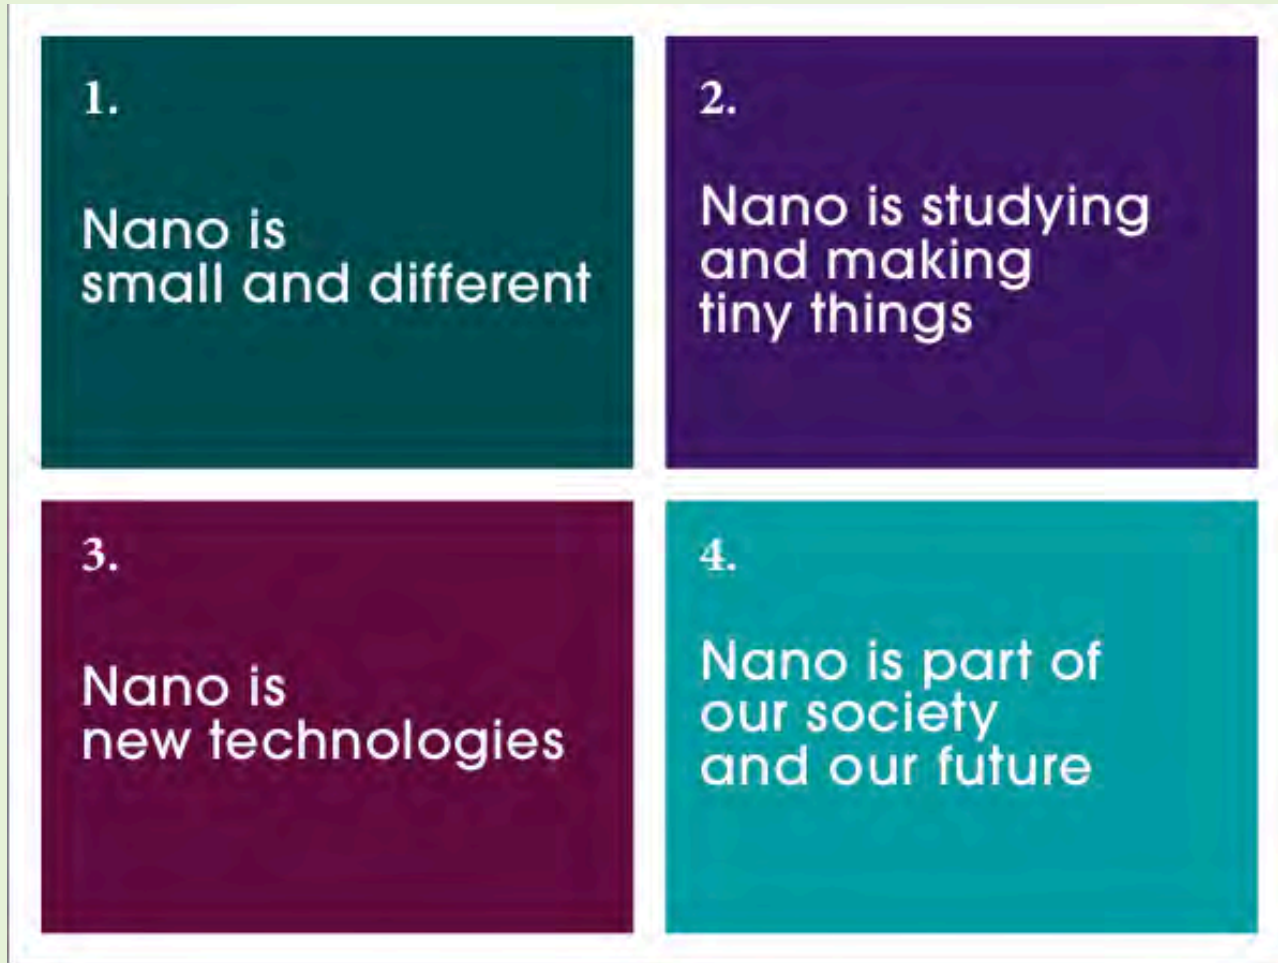 1.
Nano is
small and different
2.
Nano is studying
and making
tiny things
3.
Nano is
new technologies
4.
Nano is part of
our society
and our future